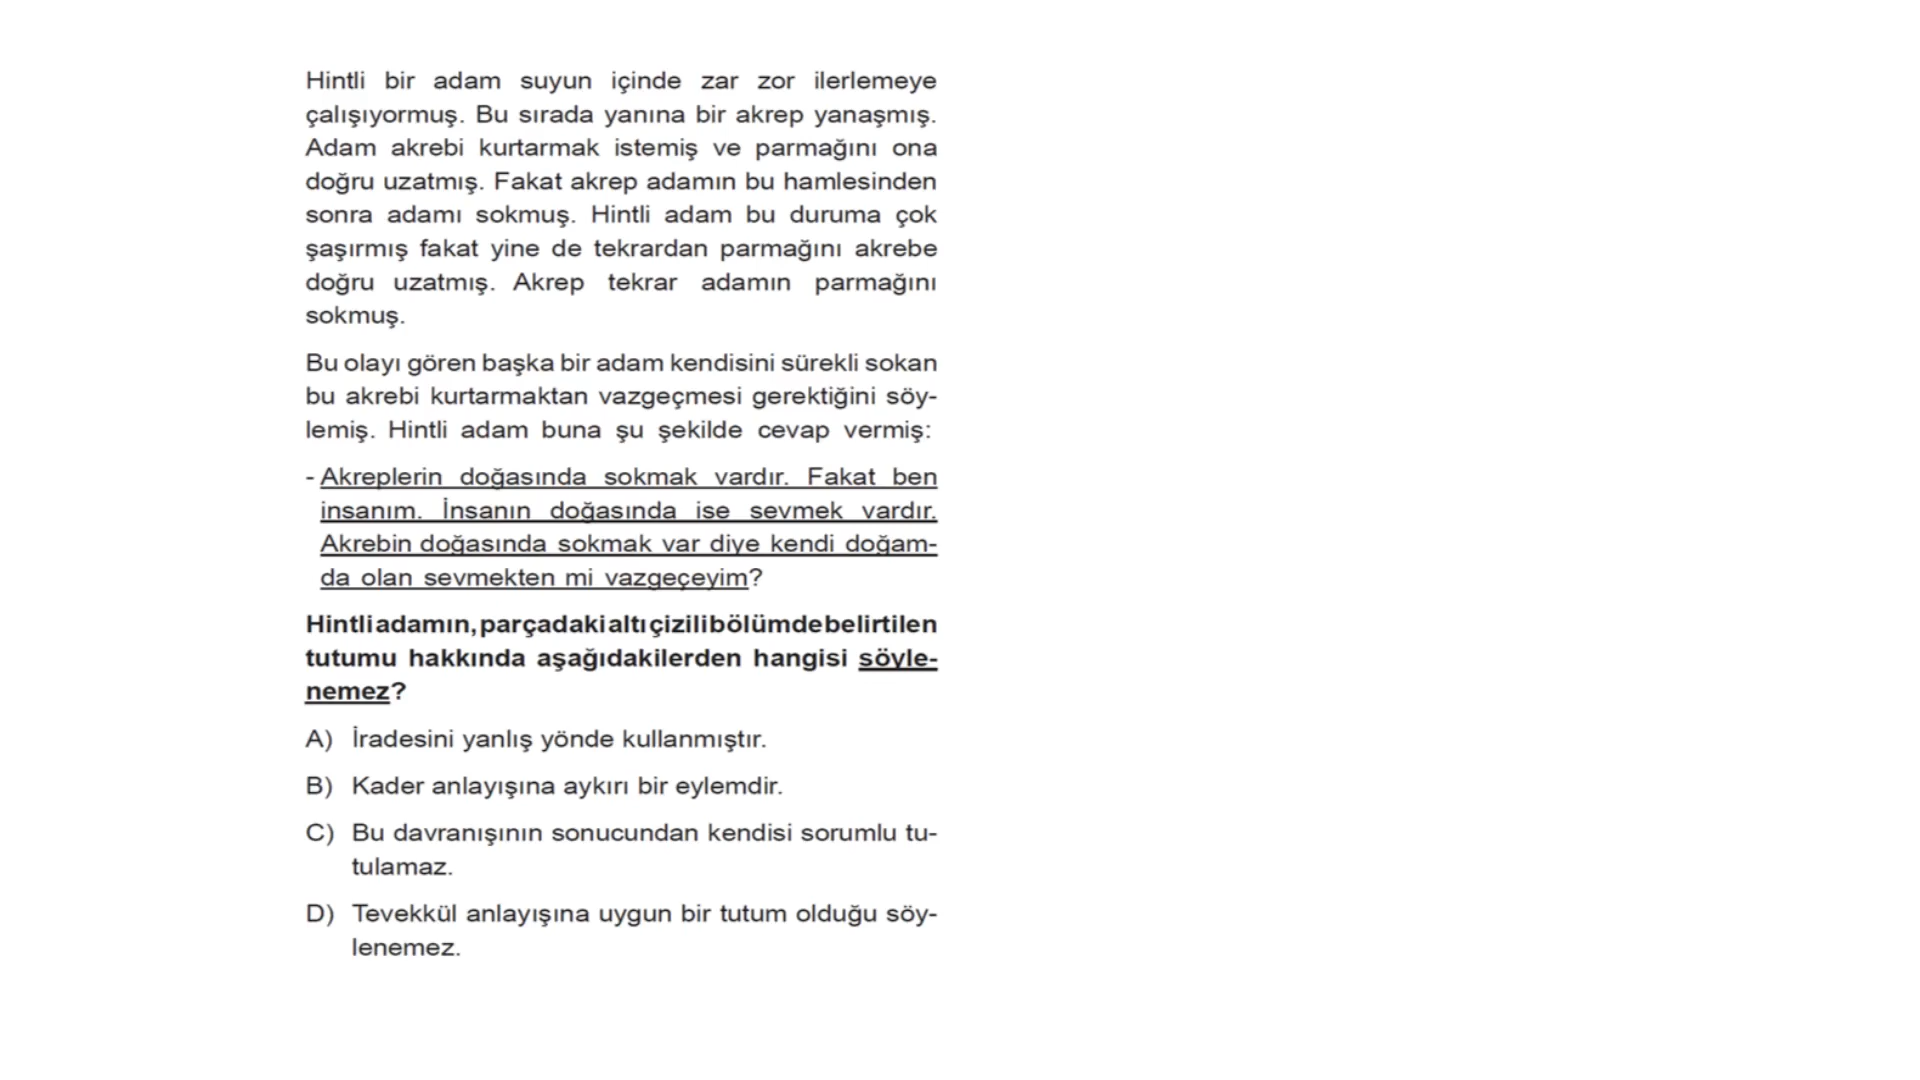 Hintli bir adam suyun içinde zar zor ilerlemeye
çalışıyormuş. Bu sırada yanına bir akrep yanaşmış.
Adam akrebi kurtarmak istemiş ve parmağını ona
doğru uzatmış. Fakat akrep adamın bu hamlesinden
sonra adamı sokmuş. Hintli adam bu duruma çok
şaşırmış fakat yine de tekrardan parmağını akrebe
doğru uzatmış. Akrep tekrar adamın parmağını
sokmuş.
Bu olayı gören başka bir adam kendisini sürekli sokan
bu akrebi kurtarmaktan vazgeçmesi gerektiğini söy-
lemiş. Hintli adam buna şu şekilde cevap vermiş:
- Akreplerin doğasında sokmak vardır. Fakat ben
insanım. İnsanın doğasında ise sevmek vardır.
Akrebin doğasında sokmak var diye kendi doğam-
da olan sevmekten mi vazgeçeyim?
Hintli adamın, parçadaki altı çizili bölümde belirtilen
tutumu hakkında aşağıdakilerden hangisi söyle-
nemez?
A) İradesini yanlış yönde kullanmıştır.
B) Kader anlayışına aykırı bir eylemdir.
C) Bu davranışının sonucundan kendisi sorumlu tu-
tulamaz.
D) Tevekkül anlayışına uygun bir tutum olduğu söy-
lenemez.